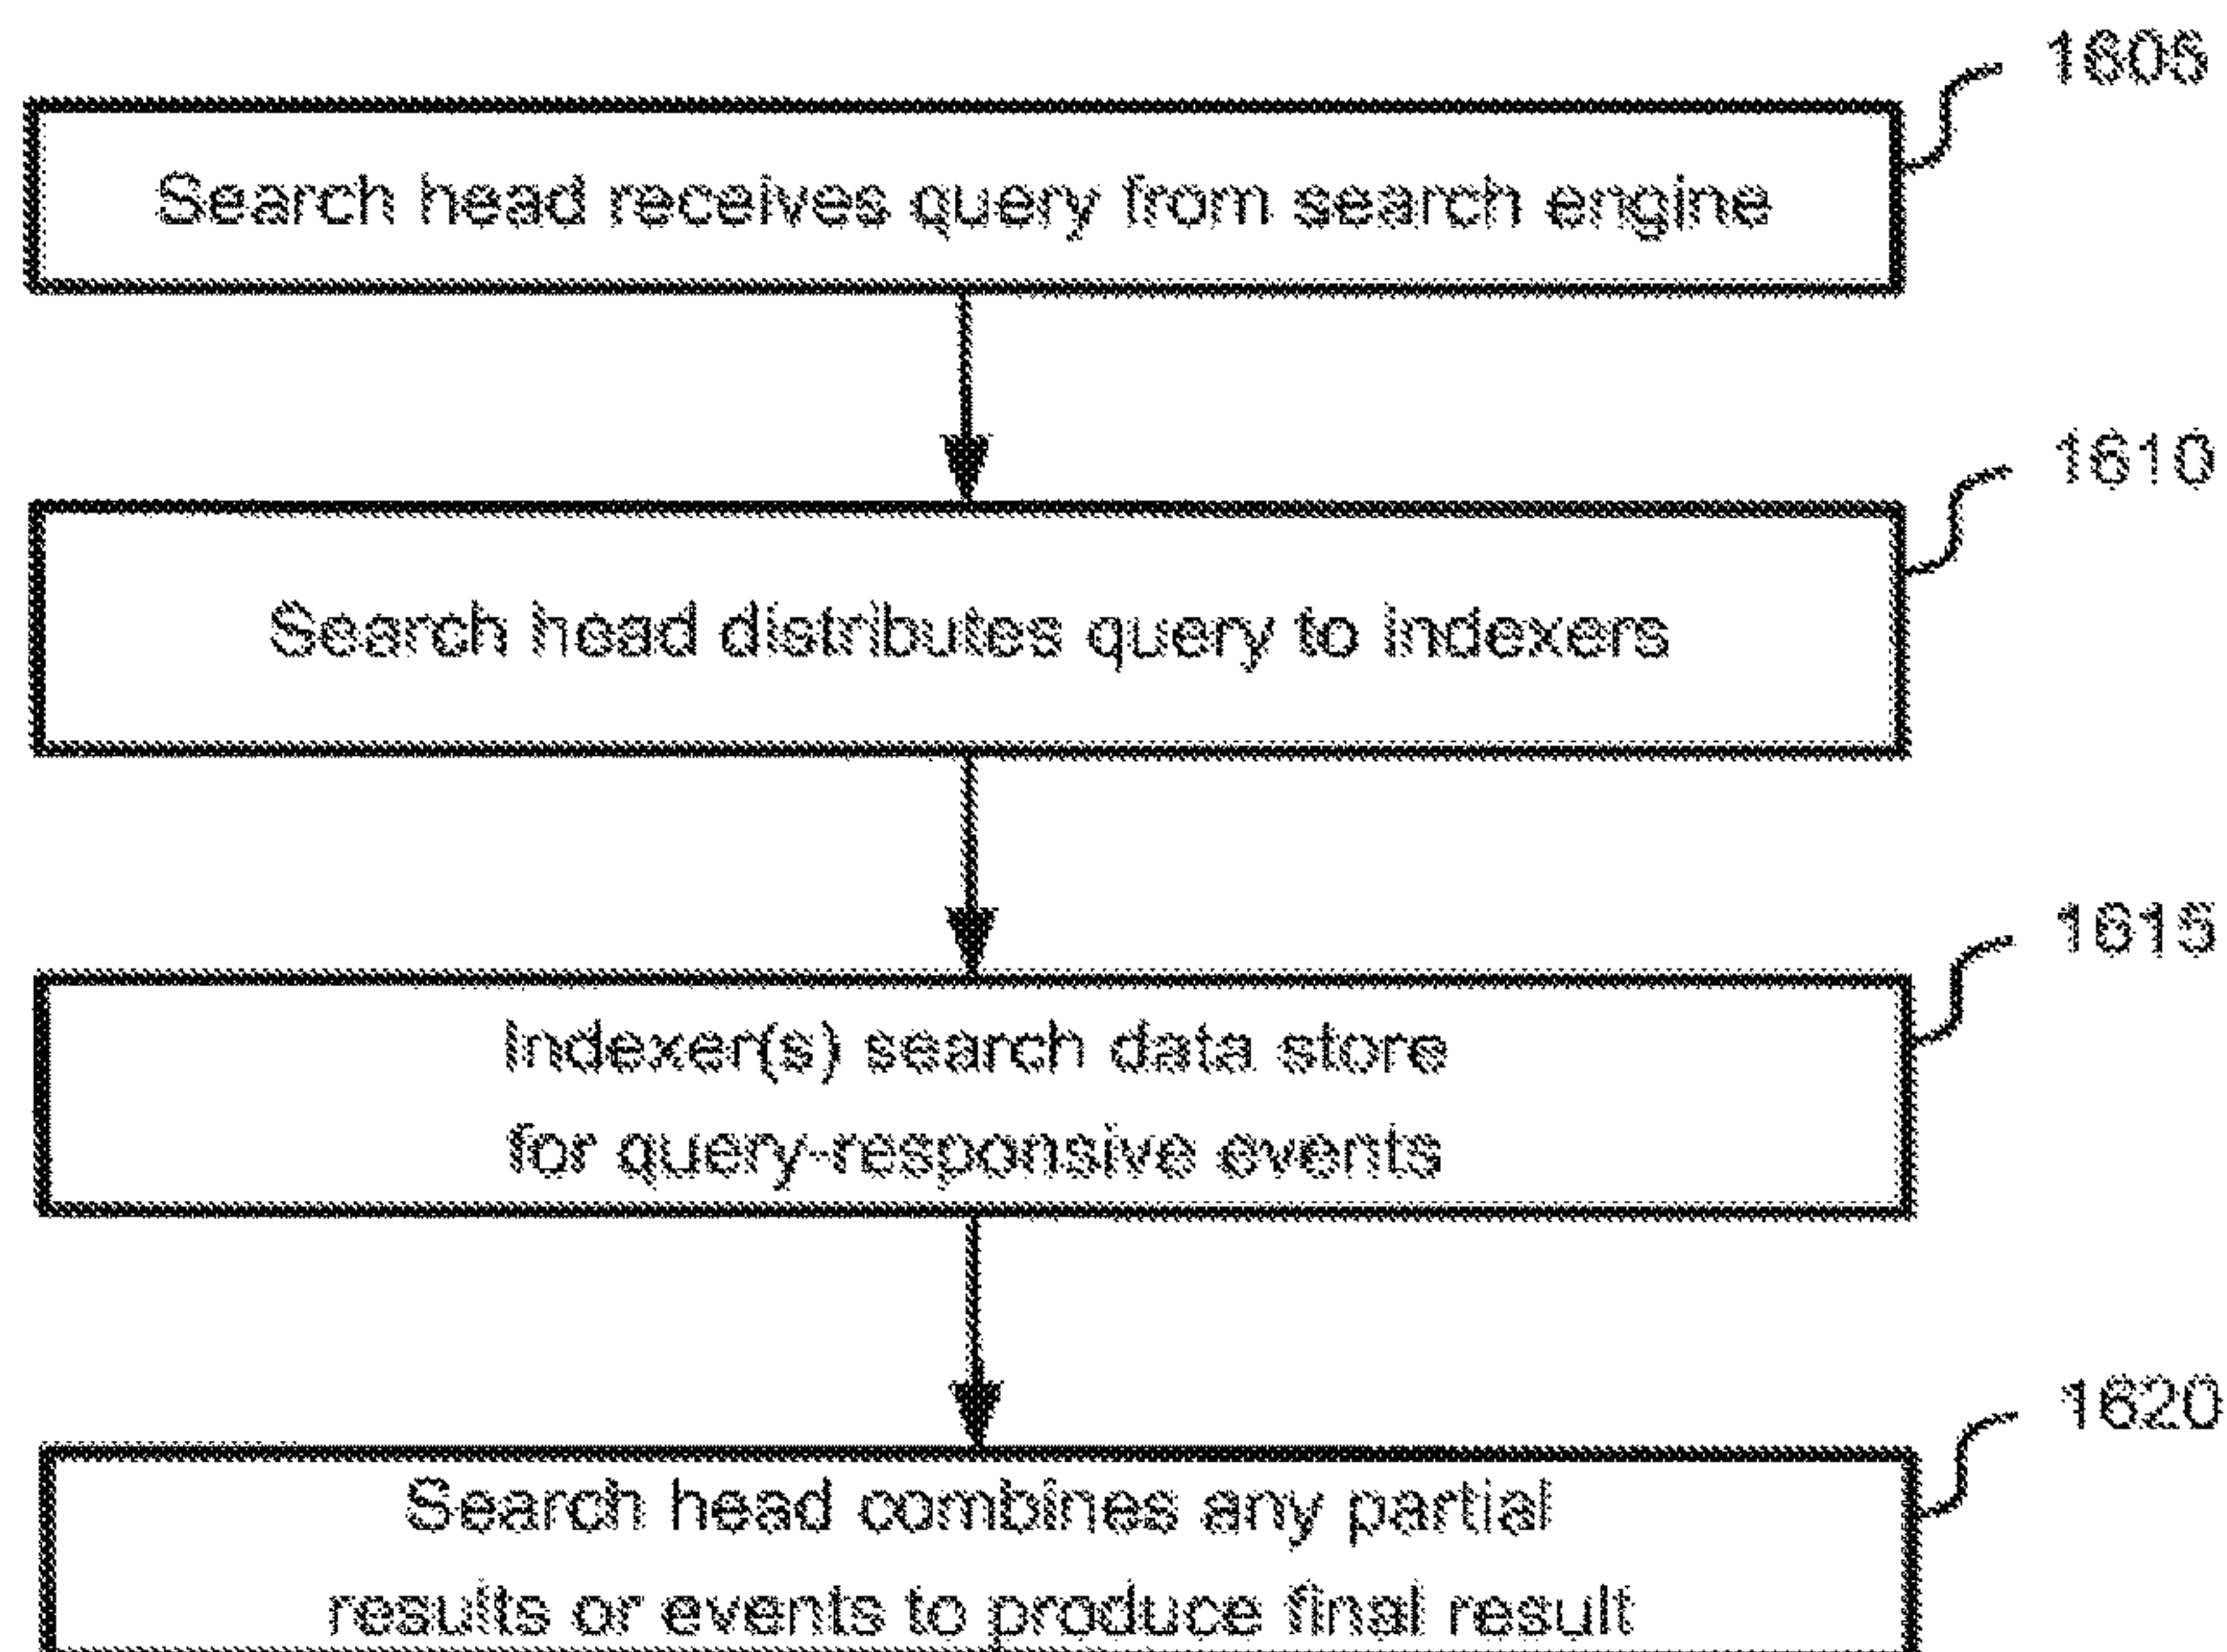 1605
Search head receives query from search engine
1610
Search head distributes query to indexers
1615
Indexer(s) search data store
for query-responsive events
1620
Search head combines any partial
results or events to produce final result